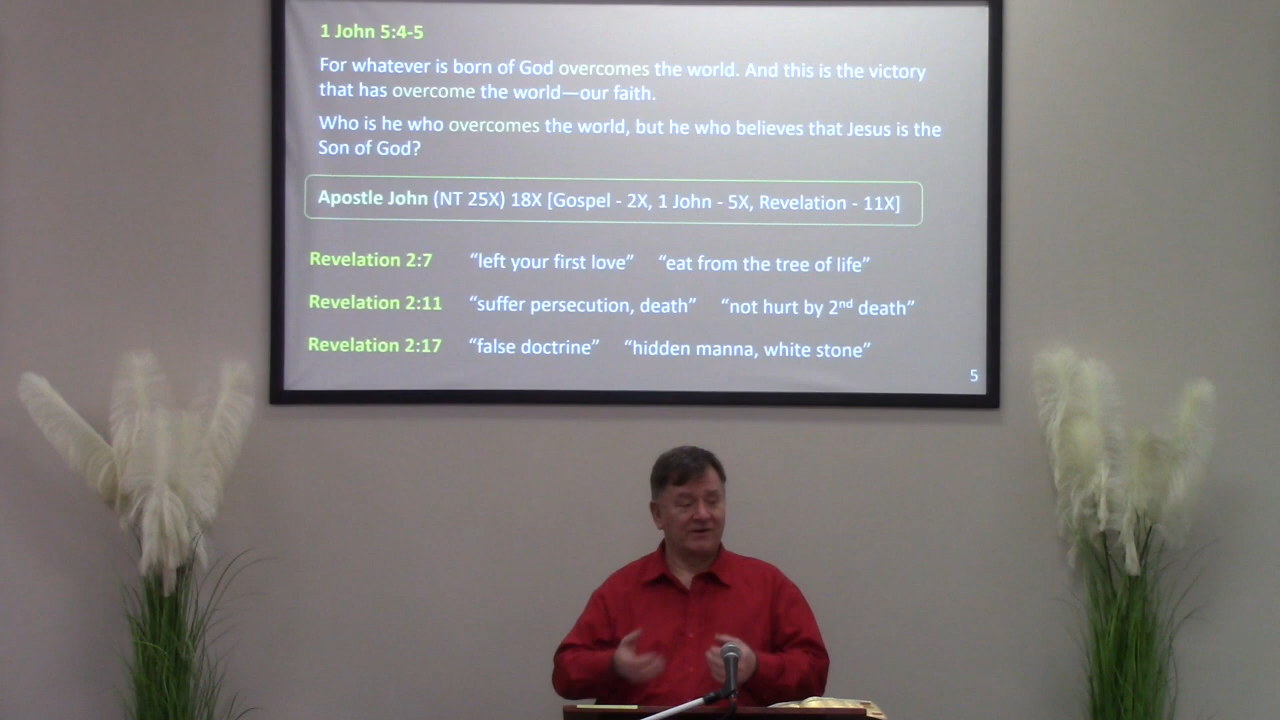 1 John 5:4-5
For whatever is born of God overcomes the world. And this is the victory
that has overcome the world—our faith.
Who is he who overcomes the world, but he who believes that Jesus is the
Son of God?
Apostle John (NT 25X) 18X [Gospel - 2X, 1 John - 5X, Revelation - 11X]
Revelation 2:7 “left your first love” “eat from the tree of life”
Revelation 2:11 “suffer persecution, death” “not hurt by 2nd death”
Revelation 2:17 “false doctrine” “hidden manna, white stone”
5